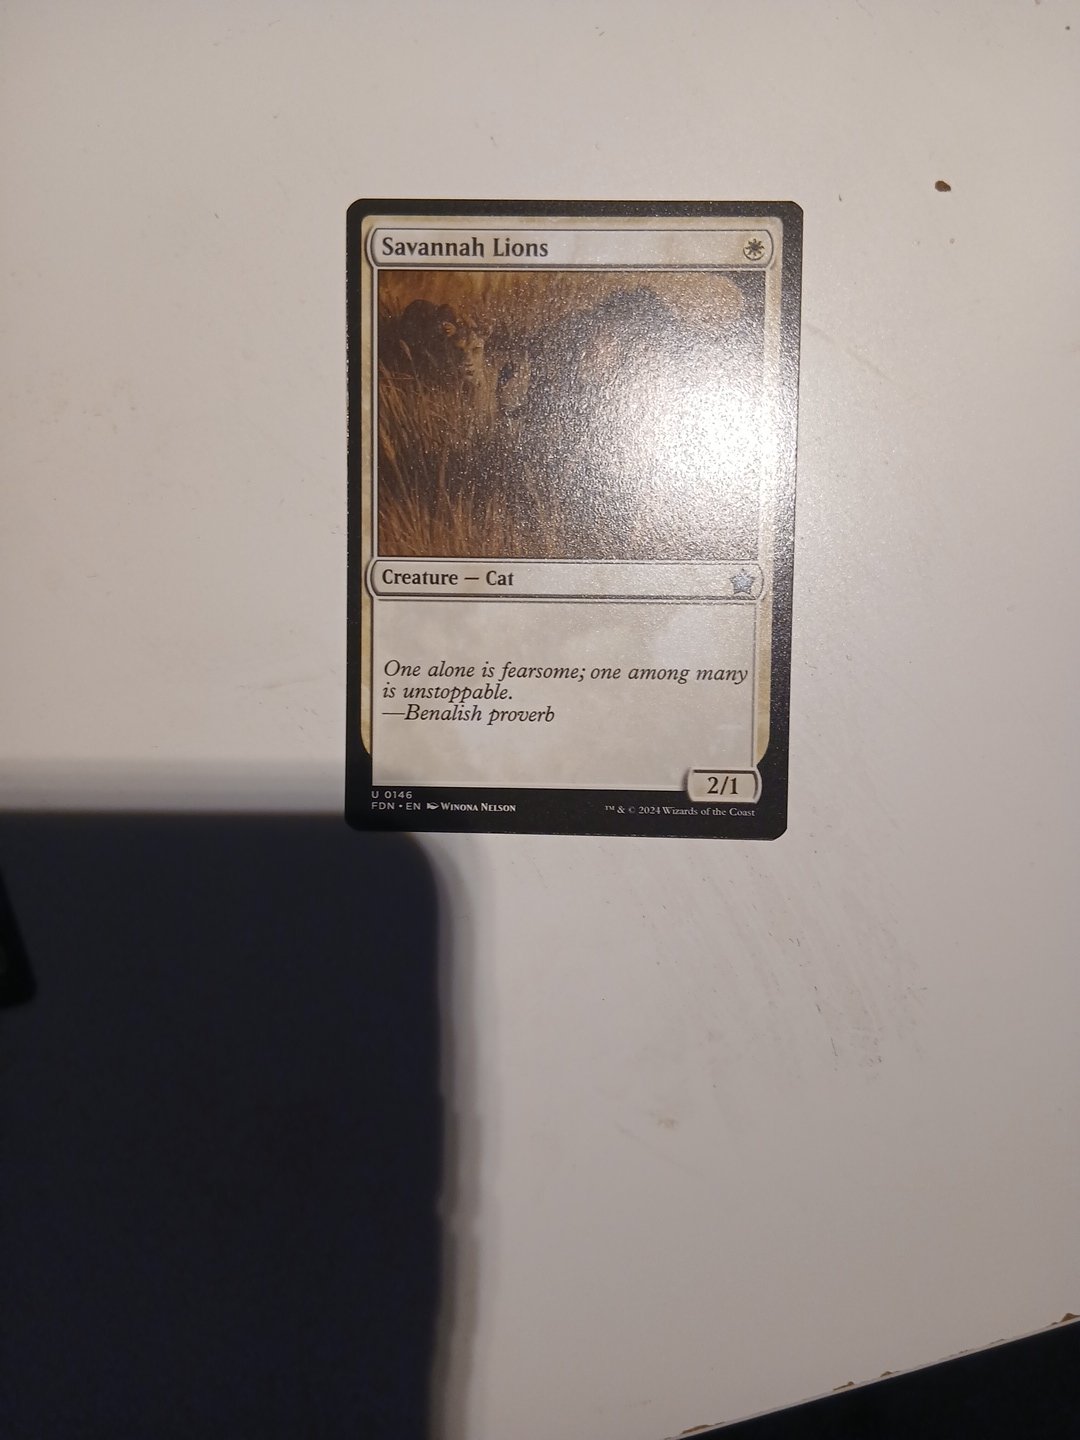 Savannah Lions
Creature — Cat
One alone is fearsome; one among many
is unstoppable.
—Benalish proverb
2/1
U 0146
FDN • EN Winona Nelson
™ & © 2024 Wizards of the Coast